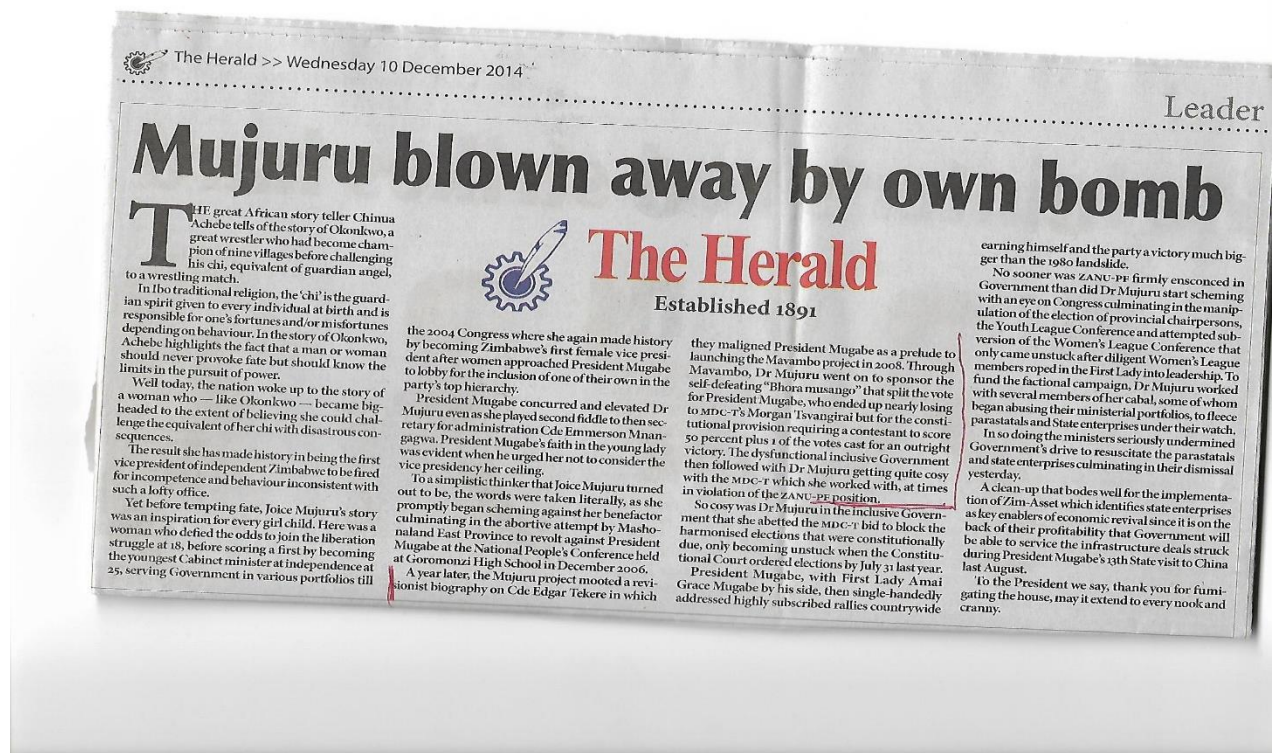 The Herald >> Wednesday 10 December 2014
Leader
Mujuru blown away by own bomb
THE great African story teller Chinua
Achebe tells of the story of Okonkwo, a
great wrestler who had become cham-
pion of nine villages before challenging
his chi, equivalent of guardian angel,
to a wrestling match.
In Ibo traditional religion, the 'chi' is the guard-
ian spirit given to every individual at birth and is
responsible for one's fortunes and/or misfortunes
depending on behaviour. In the story of Okonkwo,
Achebe highlights the fact that a man or woman
should never provoke fate but should know the
limits in the pursuit of power.
Well today, the nation woke up to the story of
a woman who — like Okonkwo — became big-
headed to the extent of believing she could chal-
lenge the equivalent of her chi with disastrous con-
sequences.
The result she has made history in being the first
vice president of independent Zimbabwe to be fired
for incompetence and behaviour inconsistent with
such a lofty office.
Yet before tempting fate, Joice Mujuru's story
was an inspiration for every girl child. Here was a
woman who defied the odds to join the liberation
struggle at 18, before scoring a first by becoming
the youngest Cabinet minister at independence at
25, serving Government in various portfolios till
The Herald
Established 1891
the 2004 Congress where she again made history
by becoming Zimbabwe's first female vice presi-
dent after women approached President Mugabe
to lobby for the inclusion of one of their own in the
party's top hierarchy.
President Mugabe concurred and elevated Dr
Mujuru even as she played second fiddle to then sec-
retary for administration Cde Emmerson Mnan-
gagwa. President Mugabe's faith in the young lady
was evident when he urged her not to consider the
vice presidency her ceiling.
To a simplistic thinker that Joice Mujuru turned
out to be, the words were taken literally, as she
promptly began scheming against her benefactor
culminating in the abortive attempt by Masho-
naland East Province to revolt against President
Mugabe at the National People's Conference held
at Goromonzi High School in December 2006.
A year later, the Mujuru project mooted a revi-
sionist biography on Cde Edgar Tekere in which
they maligned President Mugabe as a prelude to
launching the Mavambo project in 2008. Through
Mavambo, Dr Mujuru went on to sponsor the
self-defeating "Bhora musango" that split the vote
for President Mugabe, who ended up nearly losing
to MDC-T's Morgan Tsvangirai but for the consti-
tutional provision requiring a contestant to score
50 percent plus 1 of the votes cast for an outright
victory. The dysfunctional inclusive Government
then followed with Dr Mujuru getting quite cosy
with the MDC-T which she worked with, at times
in violation of the ZANU-PF position.
So cosy was Dr Mujuru in the inclusive Govern-
ment that she abetted the MDC-T bid to block the
harmonised elections that were constitutionally
due, only becoming unstuck when the Constitu-
tional Court ordered elections by July 31 last year.
President Mugabe, with First Lady Amai
Grace Mugabe by his side, then single-handedly
addressed highly subscribed rallies countrywide
earning himself and the party a victory much big-
ger than the 1980 landslide.
No sooner was ZANU-PF firmly ensconced in
Government than did Dr Mujuru start scheming
with an eye on Congress culminating in the manip-
ulation of the election of provincial chairpersons,
the Youth League Conference and attempted sub-
version of the Women's League Conference that
only came unstuck after diligent Women's League
members roped in the First Lady into leadership. To
fund the factional campaign, Dr Mujuru worked
with several members of her cabal, some of whom
began abusing their ministerial portfolios, to fleece
parastatals and State enterprises under their watch.
In so doing the ministers seriously undermined
Government's drive to resuscitate the parastatals
and state enterprises culminating in their dismissal
yesterday.
A clean-up that bodes well for the implementa-
tion of Zim-Asset which identifies state enterprises
as key enablers of economic revival since it is on the
back of their profitability that Government will
be able to service the infrastructure deals struck
during President Mugabe's 13th State visit to China
last August.
To the President we say, thank you for fumi-
gating the house, may it extend to every nook and
cranny.